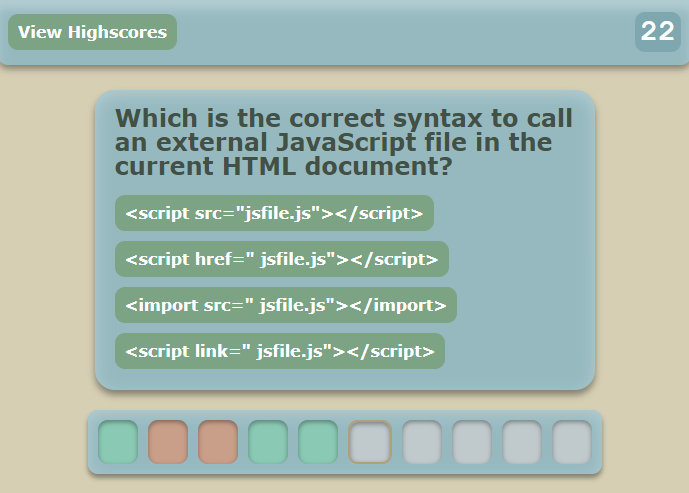 View Highscores
22
Which is the correct syntax to call
an external JavaScript file in the
current HTML document?
<script src="jsfile.js"></script>
<script href=" jsfile.js"></script>
<import src=" jsfile.js"></import>
<script link=" jsfile.js"></script>